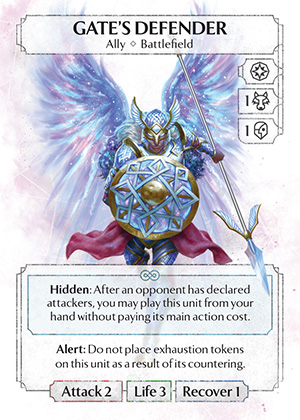 GATE'S DEFENDER
Ally ⟡ Battlefield
1
1
Hidden: After an opponent has declared
attackers, you may play this unit from your
hand without paying its main action cost.
Alert: Do not place exhaustion tokens
on this unit as a result of its countering.
Attack 2 Life 3 Recover 1